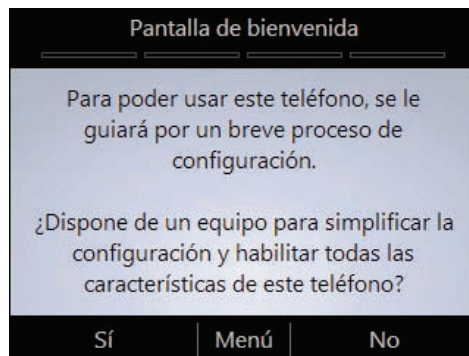 Pantalla de bienvenida
Para poder usar este teléfono, se le
guiará por un breve proceso de
configuración.
¿Dispone de un equipo para simplificar la
configuración y habilitar todas las
características de este teléfono?
Sí Menú No